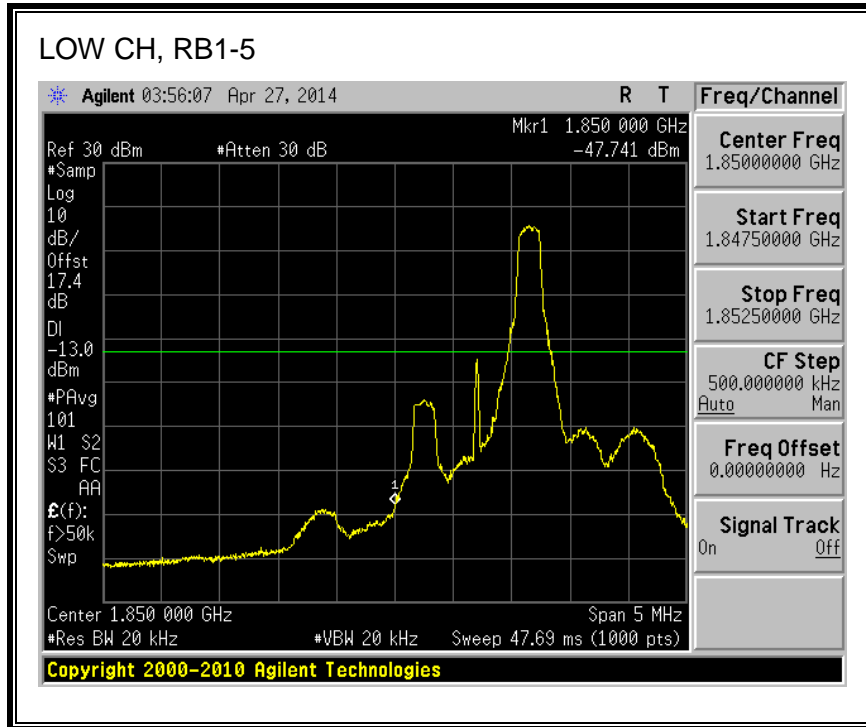 LOW CH, RB1-5
Agilent 03:56:07 Apr 27, 2014 R T
Mkr1 1.850 000 GHz
Ref 30 dBm #Atten 30 dB -47.741 dBm
#Samp
Log
10
dB/
Offst
17.4
dB
DI
-13.0
dBm
#PAvg
101
W1 S2
S3 FC
AA
£(f):
f>50k
Swp
1
Center 1.850 000 GHz Span 5 MHz
#Res BW 20 kHz #VBW 20 kHz Sweep 47.69 ms (1000 pts)
Copyright 2000-2010 Agilent Technologies
Freq/Channel
Center Freq
1.85000000 GHz
Start Freq
1.84750000 GHz
Stop Freq
1.85250000 GHz
CF Step
500.000000 kHz
Auto Man
Freq Offset
0.00000000 Hz
Signal Track
On Off